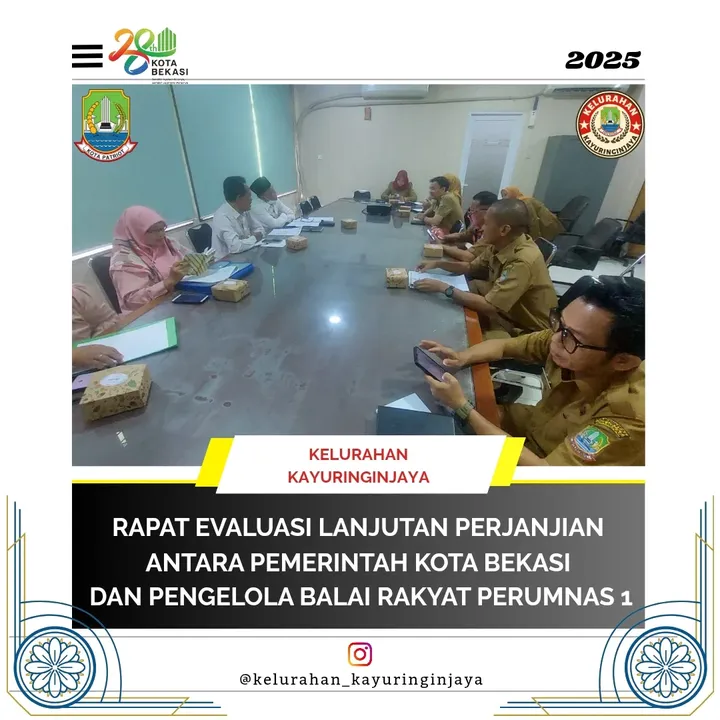 28th
KOTA
BEKASI
2025
KOTA PATRIOT
KELURAHAN
KAYURINGINJAYA
KELURAHAN
KAYURINGINJAYA
RAPAT EVALUASI LANJUTAN PERJANJIAN
ANTARA PEMERINTAH KOTA BEKASI
DAN PENGELOLA BALAI RAKYAT PERUMNAS 1
@kelurahan_kayuringinjaya